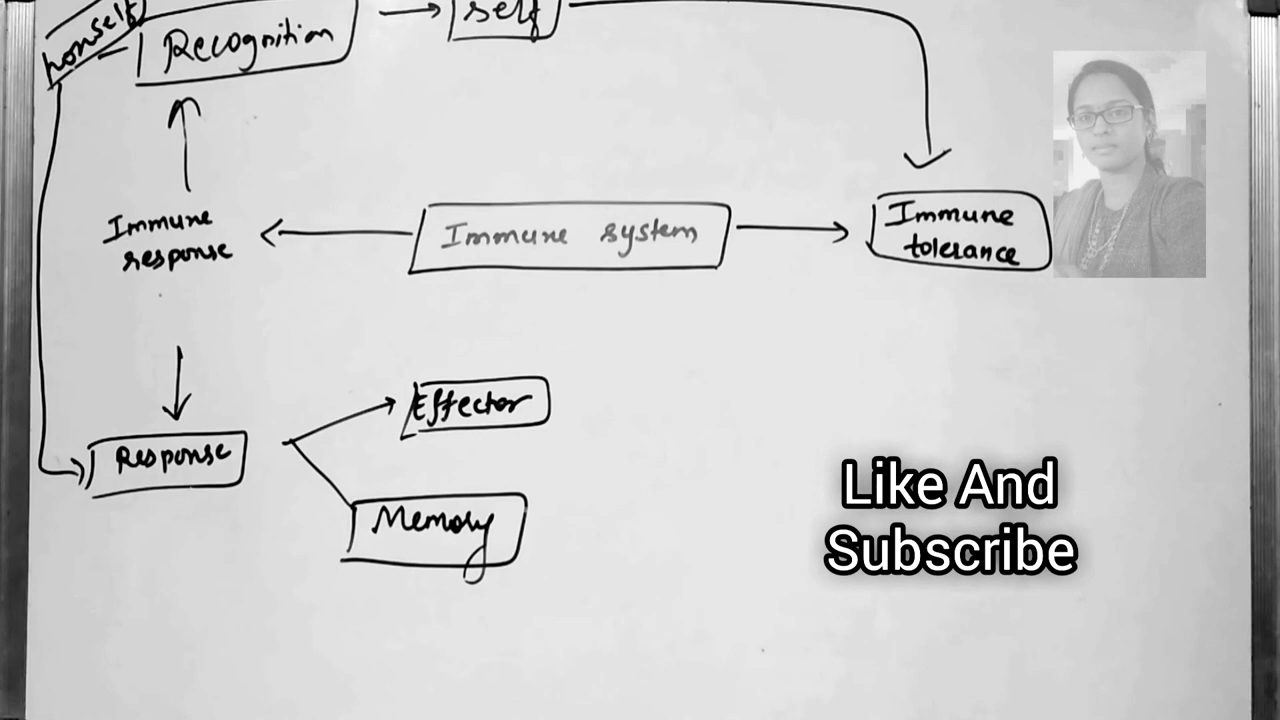 nonself
Recognition
self
Immune
response
Immune system
Immune
tolerance
Response
Effector
Memory
Like And
Subscribe